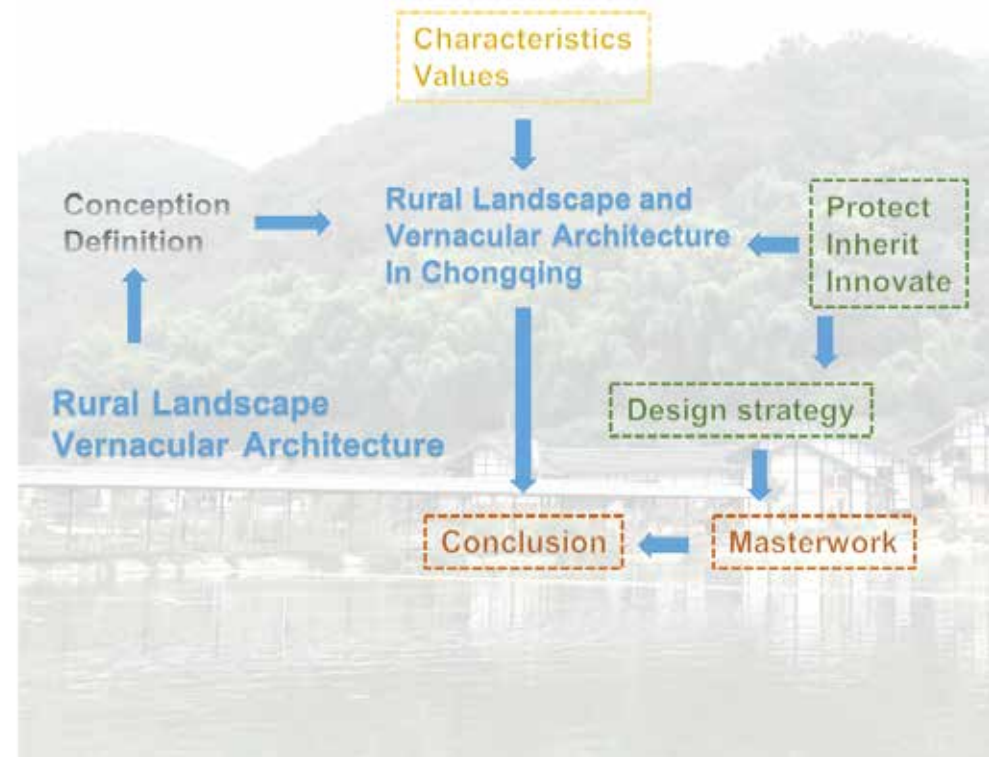 Characteristics
Values
Conception
Definition
Rural Landscape and
Vernacular Architecture
In Chongqing
Protect
Inherit
Innovate
Rural Landscape
Vernacular Architecture
Design strategy
Conclusion
Masterwork